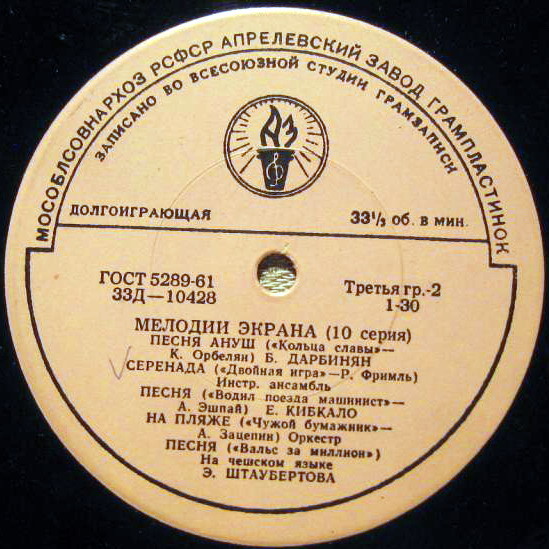 МОСОБЛСОВНАРХОЗ РСФСР АПРЕЛЕВСКИЙ ЗАВОД ГРАМПЛАСТИНОК
ЗАПИСАНО ВО ВСЕСОЮЗНОЙ СТУДИИ ГРАМЗАПИСИ
АЗ
ДОЛГОИГРАЮЩАЯ 33⅓ об. в мин.
ГОСТ 5289-61 Третья гр.-2
33Д—10428 1-30
МЕЛОДИИ ЭКРАНА (10 серия)
ПЕСНЯ АНУШ («Кольца славы»—
К. Орбелян) Б. ДАРБИНЯН
СЕРЕНАДА («Двойная игра»—Р. Фримль)
Инстр. ансамбль
ПЕСНЯ («Водил поезда машинист»—
А. Эшпай) Е. КИБКАЛО
НА ПЛЯЖЕ («Чужой бумажник»—
А. Зацепин) Оркестр
ПЕСНЯ («Вальс за миллион»)
На чешском языке
Э. ШТАУБЕРТОВА